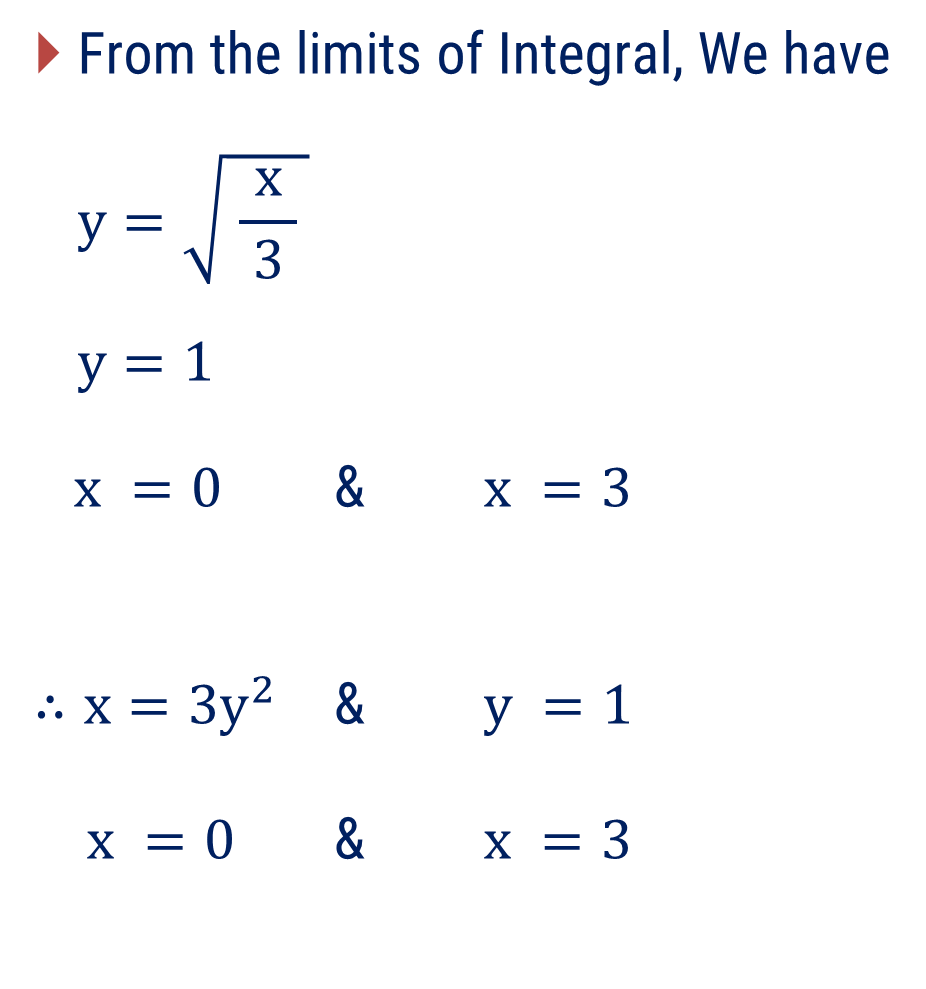 From the limits of Integral, We have
y = √(x/3)
y = 1
x = 0 & x = 3
∴ x = 3y² & y = 1
x = 0 & x = 3